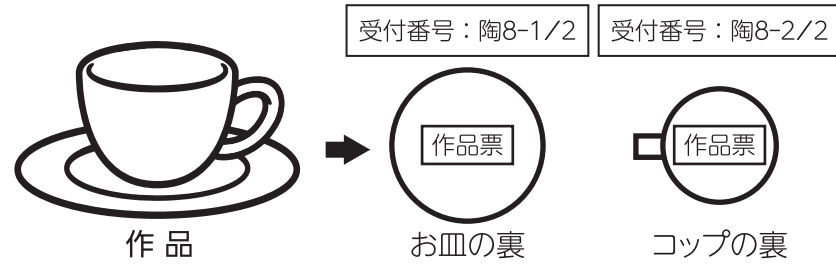 受付番号：陶8-1/2
受付番号：陶8-2/2
作品票
作品票
作品
お皿の裏
コップの裏